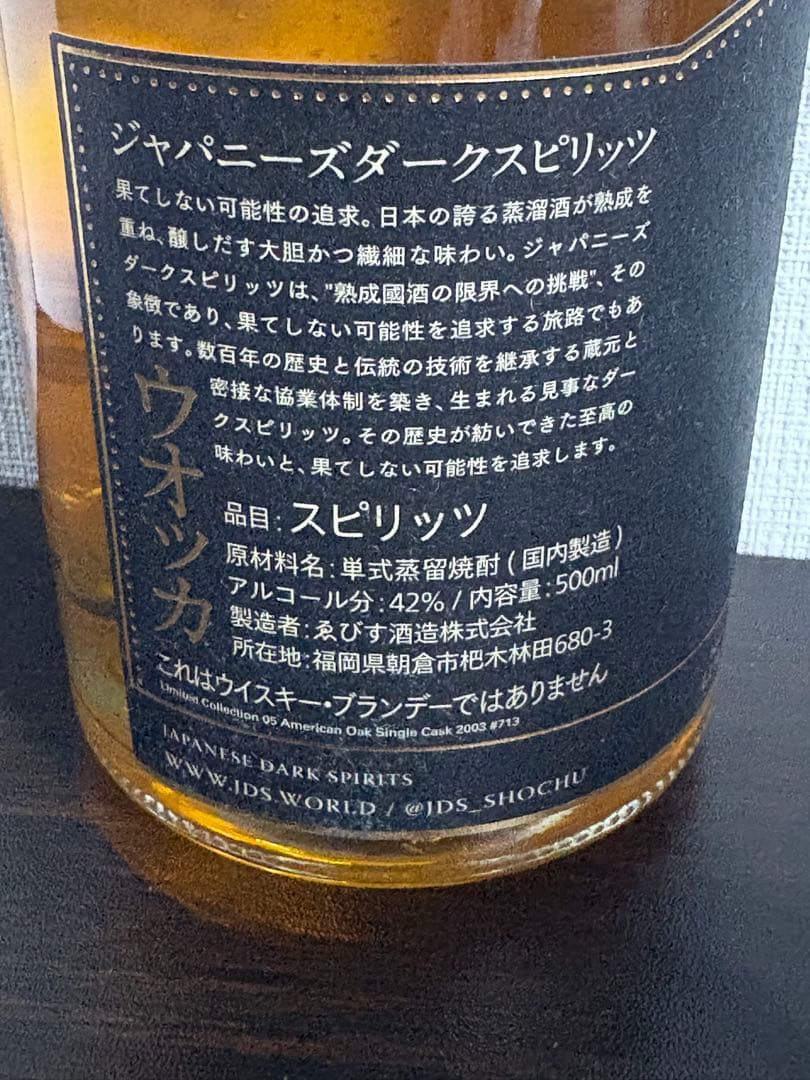 ジャパニーズダークスピリッツ
果てしない可能性の追求。日本の誇る蒸溜酒が熟成を
重ね、醸しだす大胆かつ繊細な味わい。ジャパニーズ
ダークスピリッツは、"熟成國酒の限界への挑戦"、その
象徴であり、果てしない可能性を追求する旅路でもあ
ります。数百年の歴史と伝統の技術を継承する蔵元と
密接な協業体制を築き、生まれる見事なダー
クスピリッツ。その歴史が紡いできた至高の
味わいと、果てしない可能性を追求します。
ウオッカ
品目:スピリッツ
原材料名:単式蒸留焼酎(国内製造)
アルコール分:42% / 内容量:500ml
製造者:ゑびす酒造株式会社
所在地:福岡県朝倉市杷木林田680-3
これはウイスキー・ブランデーではありません
Limited Collection 05 American Oak Single Cask 2003 #713
JAPANESE DARK SPIRITS
WWW.JDS.WORLD / @JDS_SHOCHU